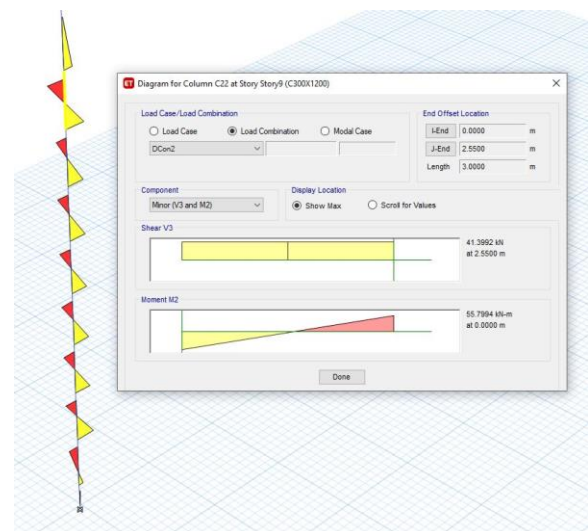 ET Diagram for Column C22 at Story Story9 (C300X1200)
Load Case/Load Combination
Load Case Load Combination Modal Case
DCon2
End Offset Location
I-End 0.0000 m
J-End 2.5500 m
Length 3.0000 m
Component
Minor (V3 and M2)
Display Location
Show Max Scroll for Values
Shear V3
41.3992 kN
at 2.5500 m
Moment M2
55.7994 kN-m
at 0.0000 m
Done